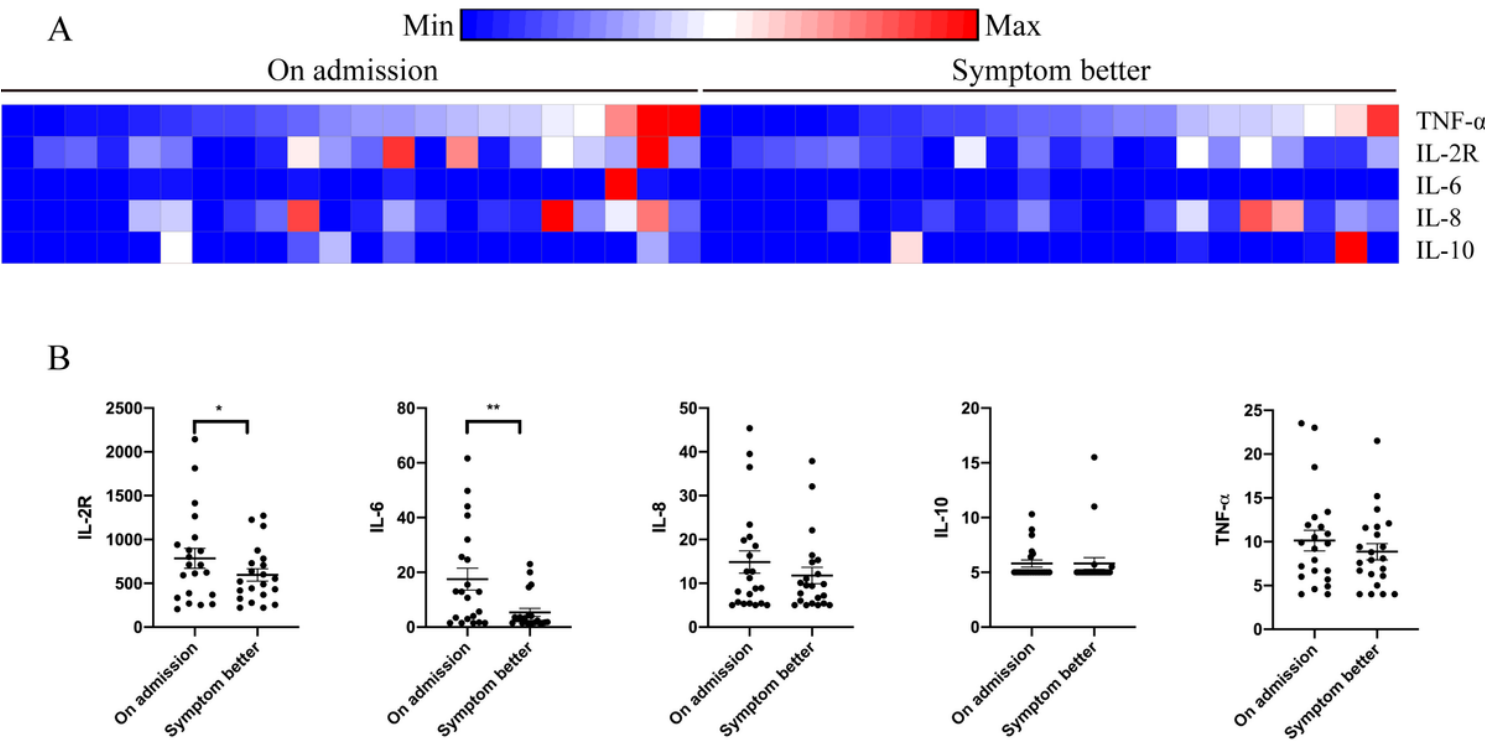 A
Min
Max
On admission
Symptom better
TNF-α
IL-2R
IL-6
IL-8
IL-10
B
IL-2R
2500
2000
1500
1000
500
0
*
On admission
Symptom better
IL-6
80
60
40
20
0
**
On admission
Symptom better
IL-8
50
40
30
20
10
0
On admission
Symptom better
IL-10
20
15
10
5
0
On admission
Symptom better
TNF-α
25
20
15
10
5
0
On admission
Symptom better